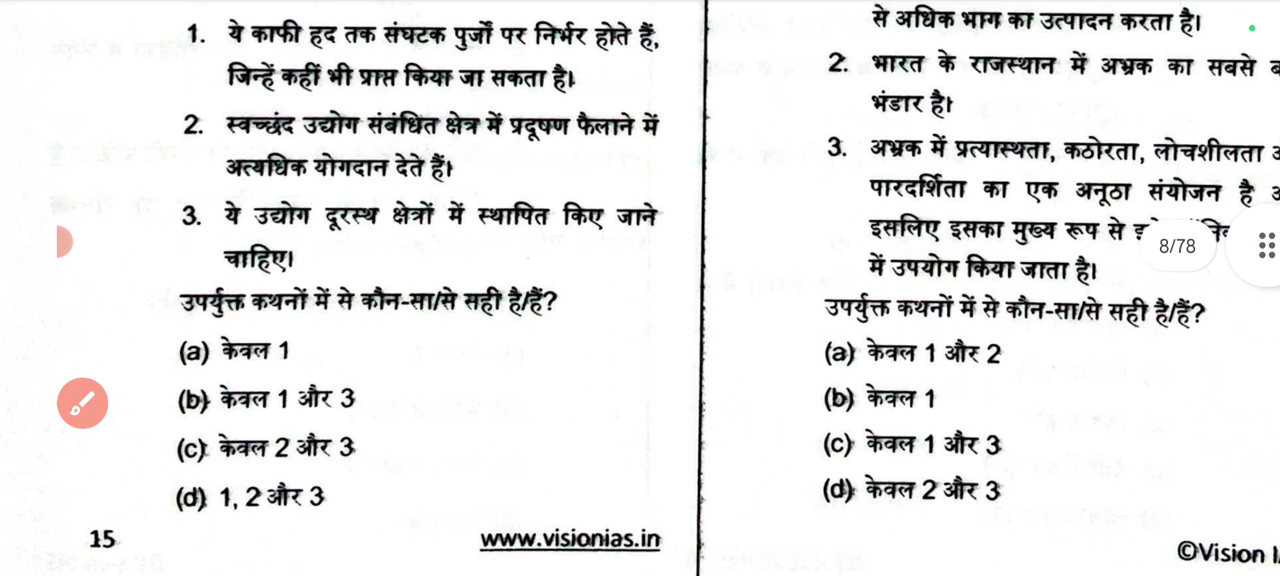 1. ये काफी हद तक संघटक पुर्जों पर निर्भर होते हैं,
जिन्हें कहीं भी प्राप्त किया जा सकता है।
2. स्वच्छंद उद्योग संबंधित क्षेत्र में प्रदूषण फैलाने में
अत्यधिक योगदान देते हैं।
3. ये उद्योग दूरस्थ क्षेत्रों में स्थापित किए जाने
चाहिए।
उपर्युक्त कथनों में से कौन-सा/से सही है/हैं?
(a) केवल 1
(b) केवल 1 और 3
(c) केवल 2 और 3
(d) 1, 2 और 3
15
www.visionias.in
से अधिक भाग का उत्पादन करता है।
2. भारत के राजस्थान में अभ्रक का सबसे
भंडार है।
3. अभ्रक में प्रत्यास्थता, कठोरता, लोचशीलता
पारदर्शिता का एक अनूठा संयोजन है
इसलिए इसका मुख्य रूप से
8/78
में उपयोग किया जाता है।
उपर्युक्त कथनों में से कौन-सा/से सही है/हैं?
(a) केवल 1 और 2
(b) केवल 1
(c) केवल 1 और 3
(d) केवल 2 और 3
©Vision